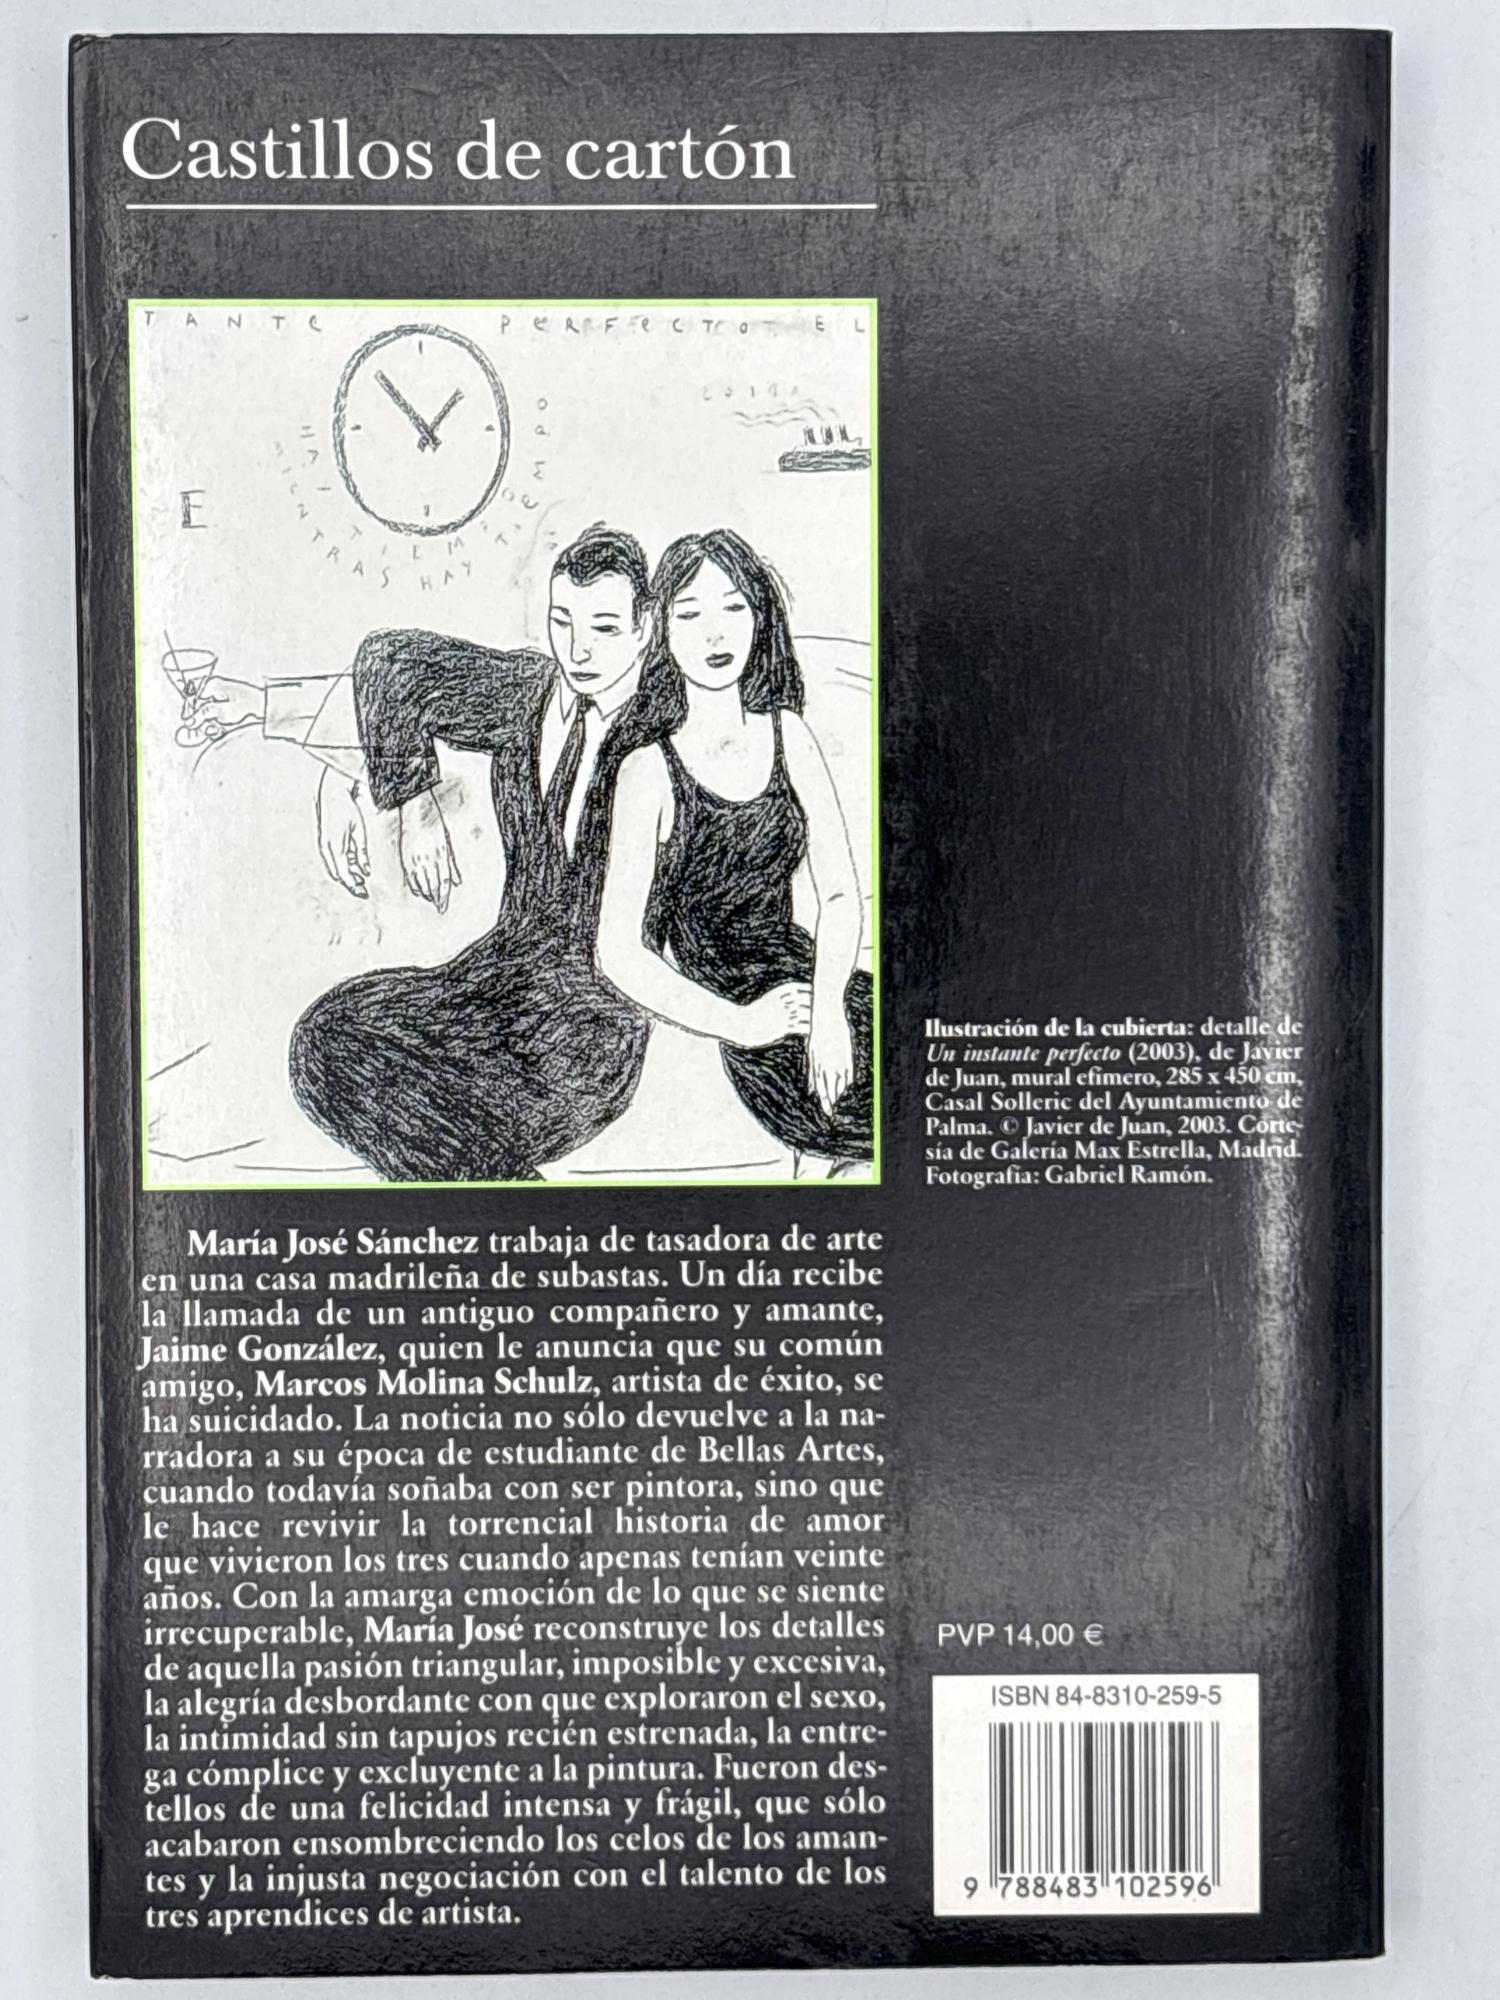 Castillos de cartón
TANTE PERFECTO EL
E
MIENTRAS HAY
Ilustración de la cubierta: detalle de
Un instante perfecto (2003), de Javier
de Juan, mural efímero, 285 x 450 cm,
Casal Solleric del Ayuntamiento de
Palma. © Javier de Juan, 2003. Corte-
sía de Galería Max Estrella, Madrid.
Fotografía: Gabriel Ramón.
María José Sánchez trabaja de tasadora de arte
en una casa madrileña de subastas. Un día recibe
la llamada de un antiguo compañero y amante,
Jaime González, quien le anuncia que su común
amigo, Marcos Molina Schulz, artista de éxito, se
ha suicidado. La noticia no sólo devuelve a la na-
rradora a su época de estudiante de Bellas Artes,
cuando todavía soñaba con ser pintora, sino que
le hace revivir la torrencial historia de amor
que vivieron los tres cuando apenas tenían veinte
años. Con la amarga emoción de lo que se siente
irrecuperable, María José reconstruye los detalles
de aquella pasión triangular, imposible y excesiva,
la alegría desbordante con que exploraron el sexo,
la intimidad sin tapujos recién estrenada, la entre-
ga cómplice y excluyente a la pintura. Fueron des-
tellos de una felicidad intensa y frágil, que sólo
acabaron ensombreciendo los celos de los aman-
tes y la injusta negociación con el talento de los
tres aprendices de artista.
PVP 14,00 €
ISBN 84-8310-259-5
9 788483 102596